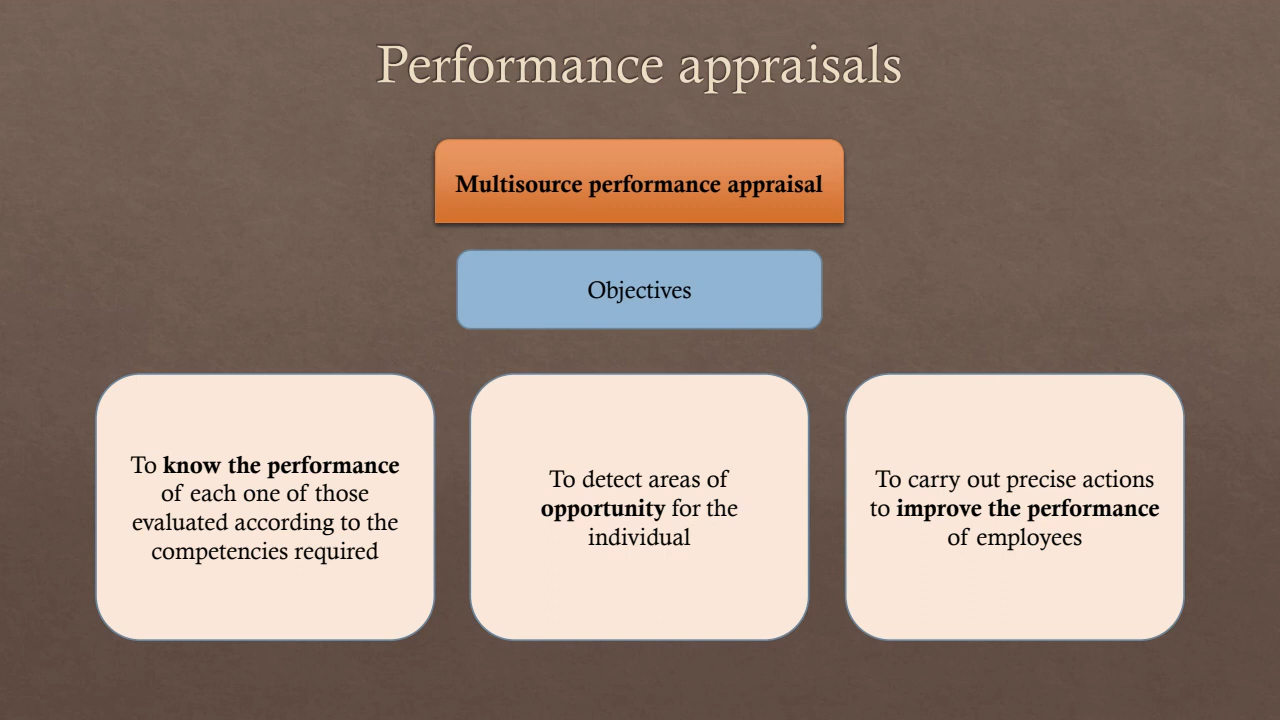 Performance appraisals
Multisource performance appraisal
Objectives
To know the performance
of each one of those
evaluated according to the
competencies required
To detect areas of
opportunity for the
individual
To carry out precise actions
to improve the performance
of employees